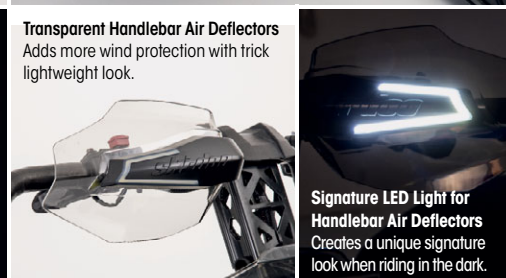 Transparent Handlebar Air Deflectors
Adds more wind protection with trick
lightweight look.
Signature LED Light for
Handlebar Air Deflectors
Creates a unique signature
look when riding in the dark.